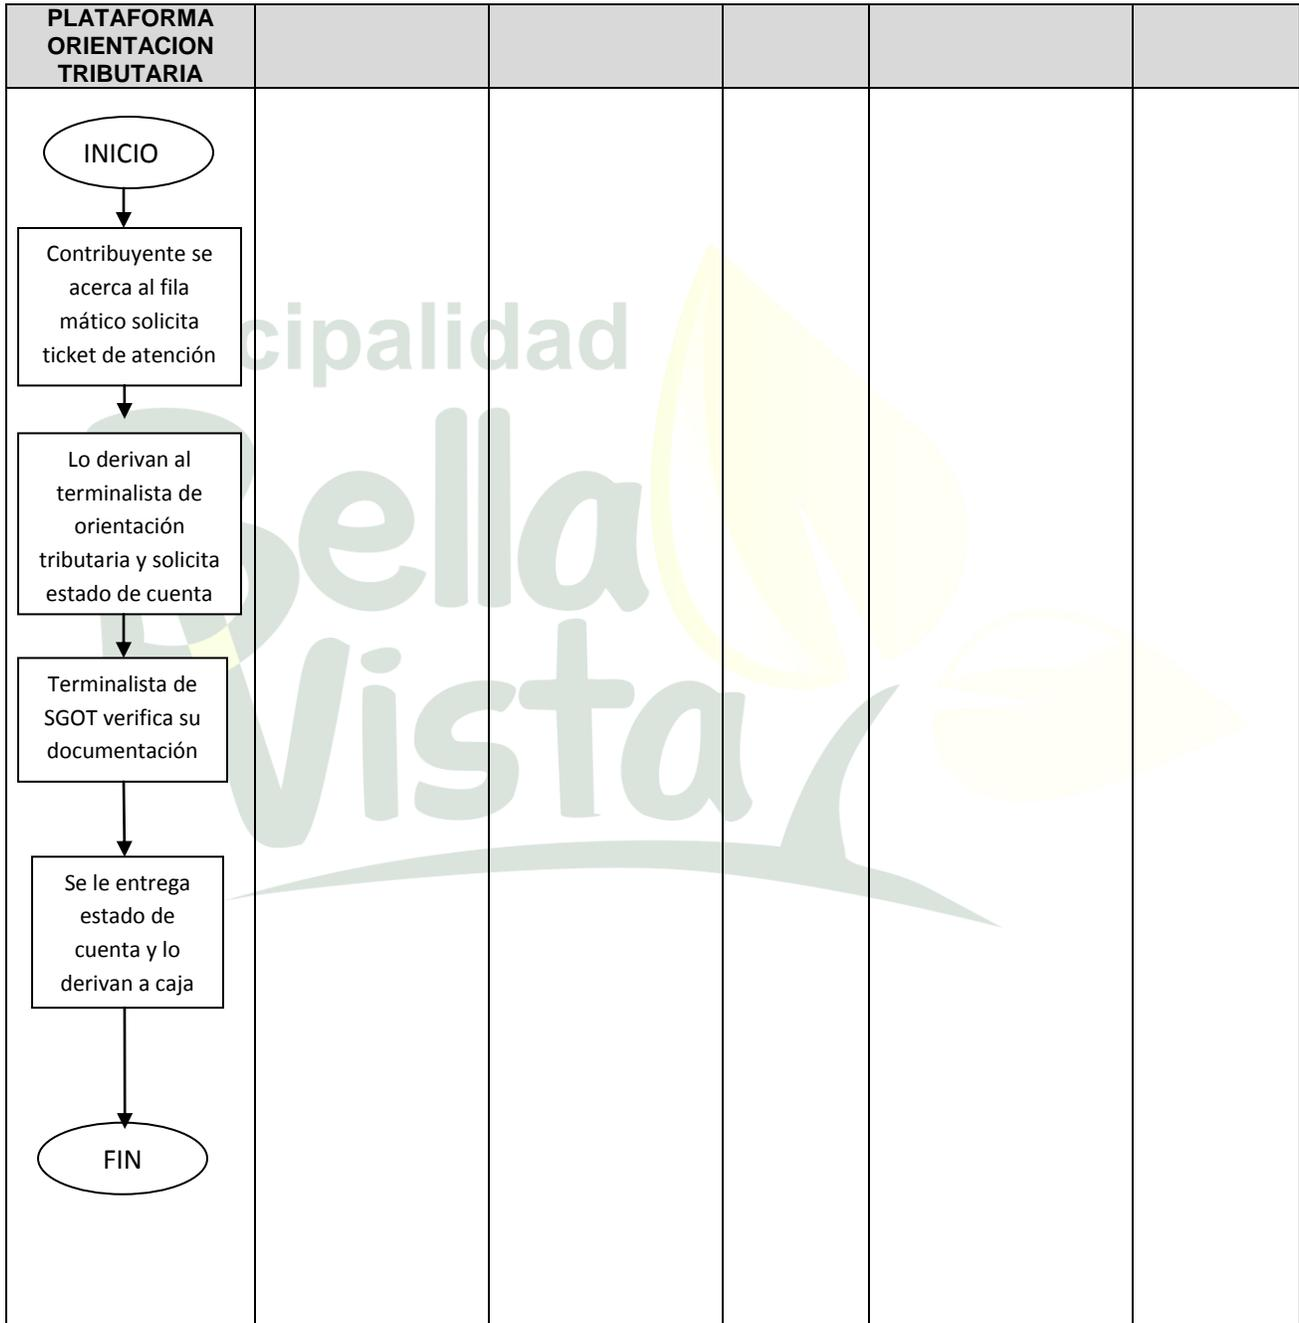 PLATAFORMA
ORIENTACION
TRIBUTARIA
INICIO
Contribuyente se
acerca al fila
mático solicita
ticket de atención
Lo derivan al
terminalista de
orientación
tributaria y solicita
estado de cuenta
Terminalista de
SGOT verifica su
documentación
Se le entrega
estado de
cuenta y lo
derivan a caja
FIN
cipalidad
Bella
Vista